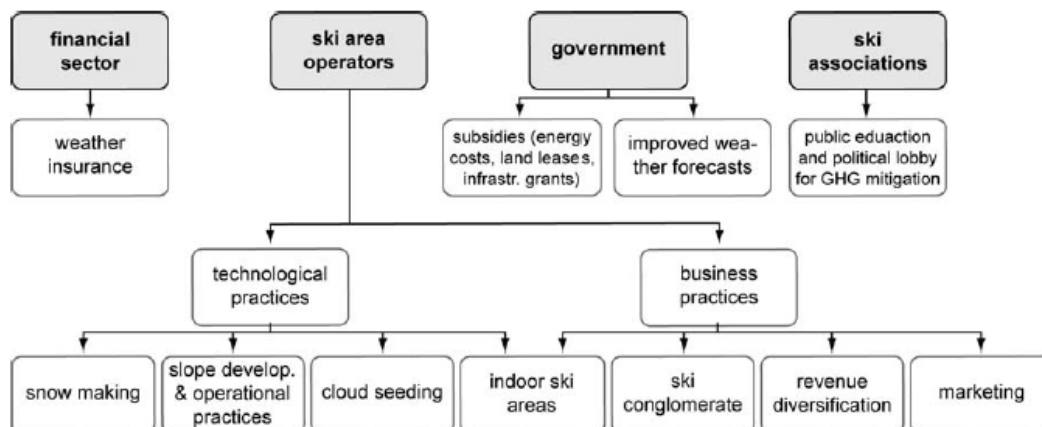 financial
sector
ski area
operators
government
ski
associations
weather
insurance
subsidies (energy
costs, land leases,
infrastr. grants)
improved wea-
ther forecasts
public eduaction
and political lobby
for GHG mitigation
technological
practices
business
practices
snow making
slope develop.
& operational
practices
cloud seeding
indoor ski
areas
ski
conglomerate
revenue
diversification
marketing